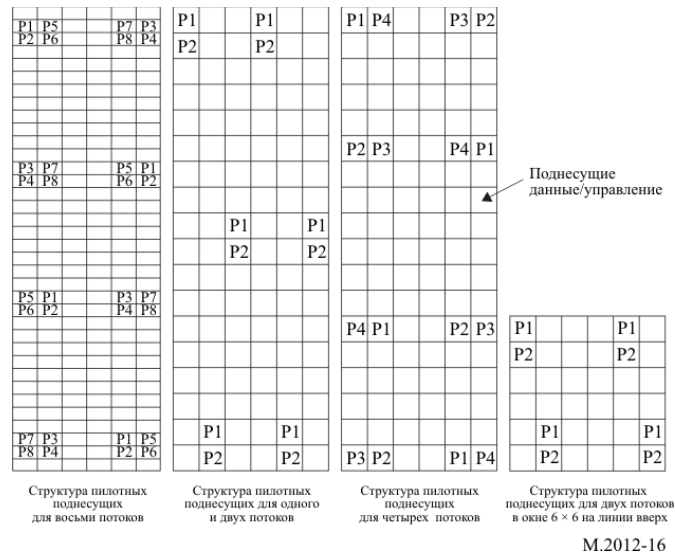 P1 P5 P7 P3
P2 P6 P8 P4
P3 P7 P5 P1
P4 P8 P6 P2
P5 P1 P3 P7
P6 P2 P4 P8
P7 P3 P1 P5
P8 P4 P2 P6
Структура пилотных
поднесущих
для восьми потоков
P1 P1
P2 P2
P1 P1
P2 P2
P1 P1
P2 P2
Структура пилотных
поднесущих для одного
и двух потоков
P1 P4 P3 P2
P2 P3 P4 P1
P4 P1 P2 P3
P3 P2 P1 P4
Структура пилотных
поднесущих
для четырех потоков
Поднесущие
данные/управление
P1 P1
P2 P2
P1 P1
P2 P2
Структура пилотных
поднесущих для двух потоков
в окне 6 × 6 на линии вверх
M.2012-16